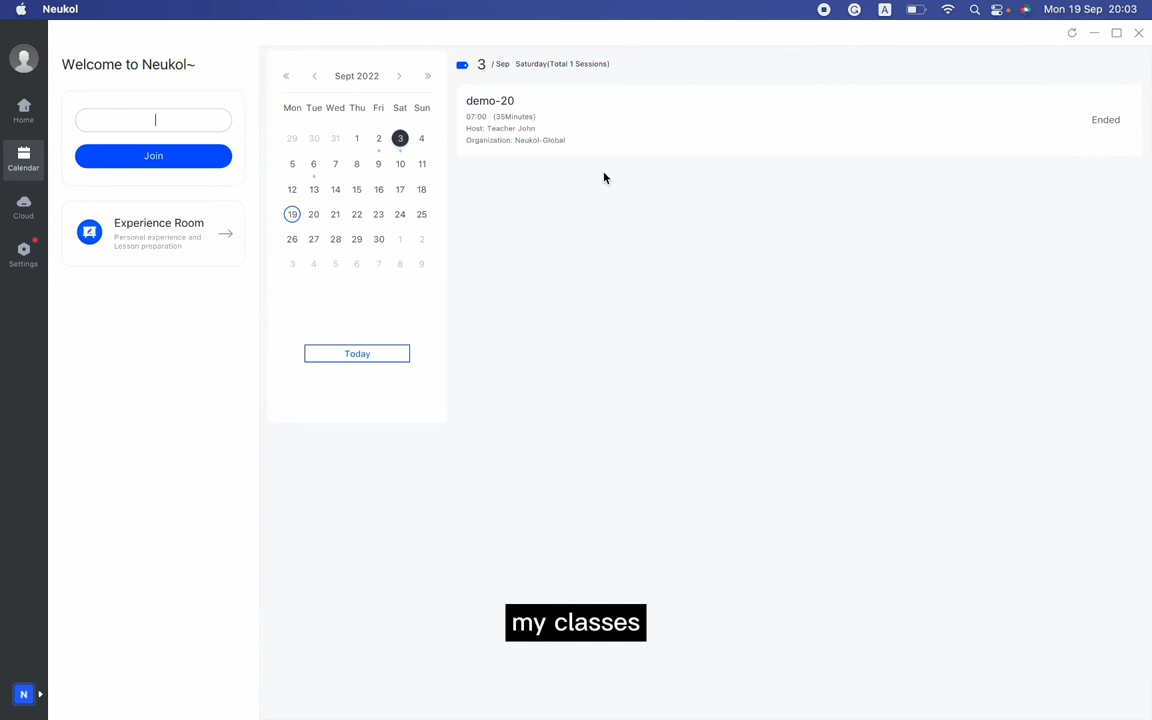 Neukol
A
Mon 19 Sep 20:03
Home
Calendar
Cloud
Settings
N
Welcome to Neukol~
Join
Experience Room
Personal experience and
Lesson preparation
« ‹ Sept 2022 › »
Mon Tue Wed Thu Fri Sat Sun
29 30 31 1 2 3 4
5 6 7 8 9 10 11
12 13 14 15 16 17 18
19 20 21 22 23 24 25
26 27 28 29 30 1 2
3 4 5 6 7 8 9
Today
3 / Sep Saturday(Total 1 Sessions)
demo-20
07:00 (35Minutes)
Host: Teacher John
Organization: Neukol-Global
Ended
my classes